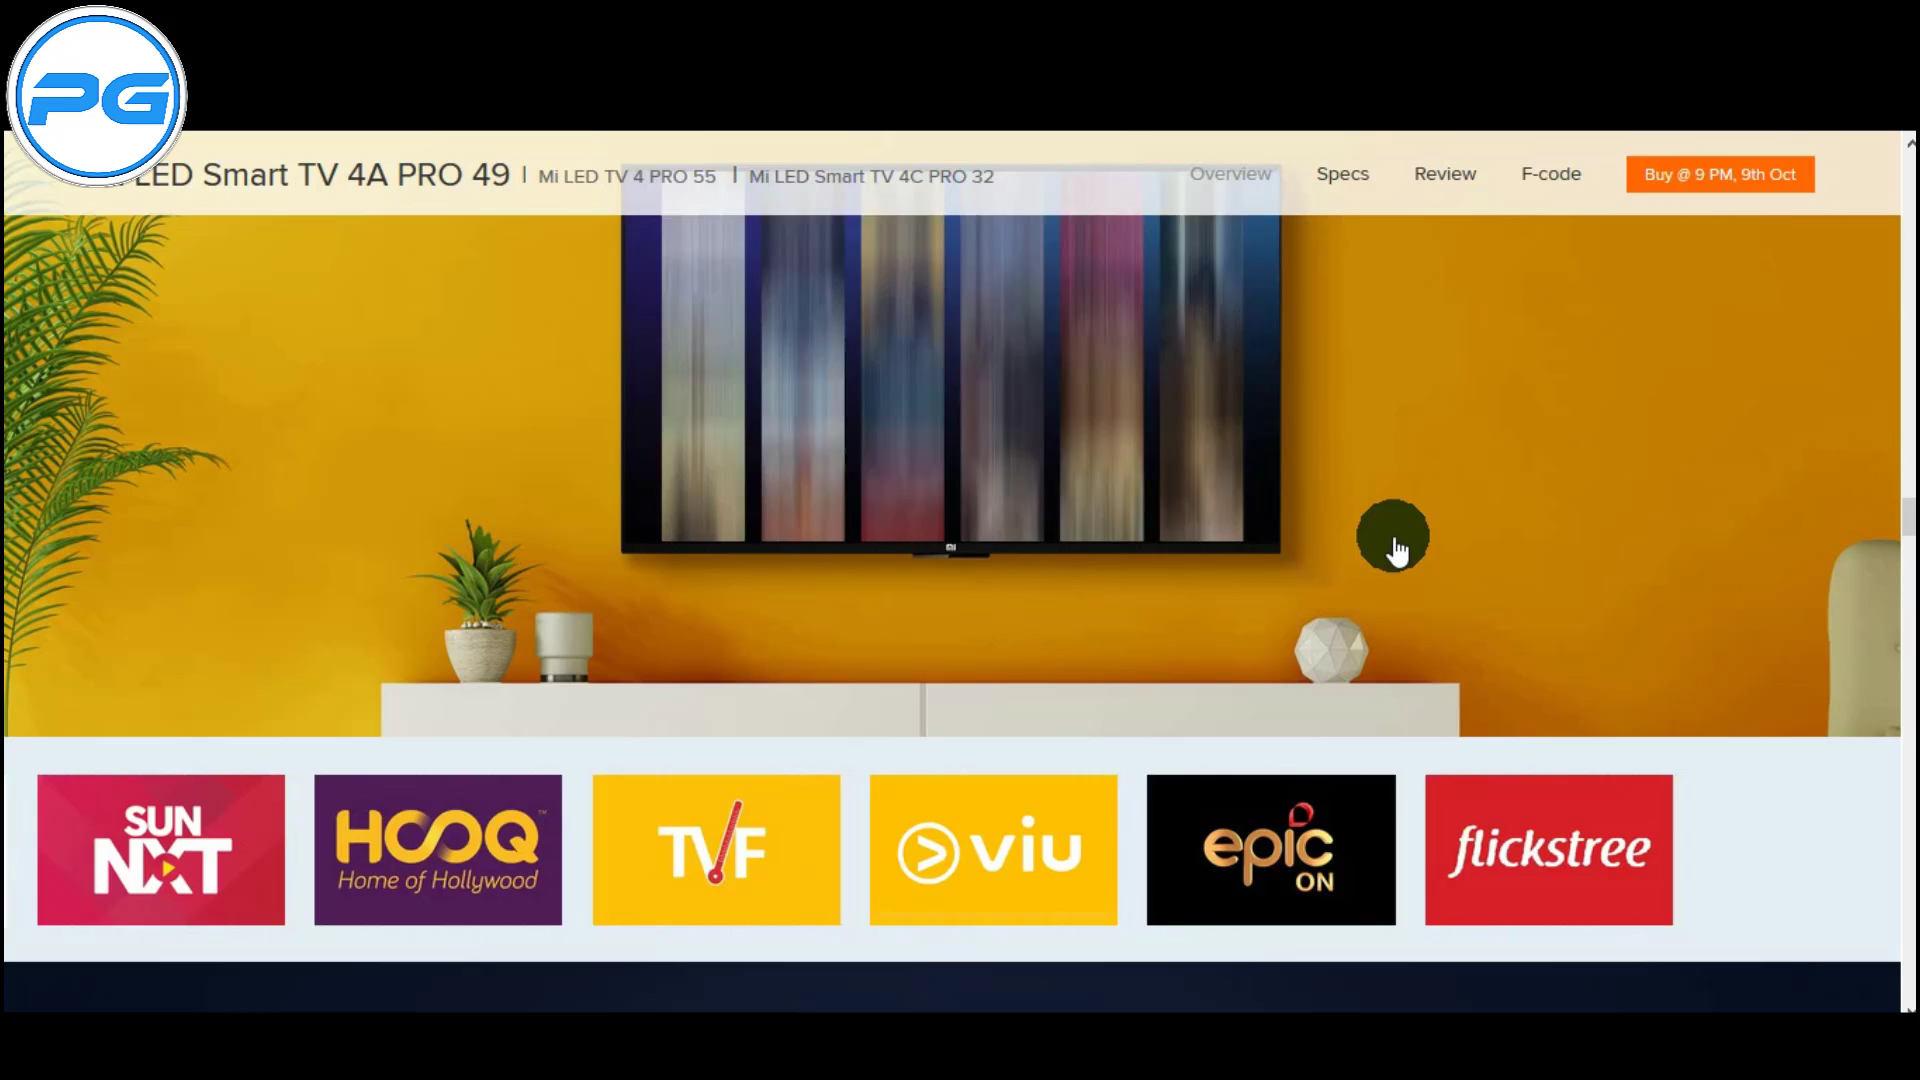 PG
LED Smart TV 4A PRO 49 | Mi LED TV 4 PRO 55 | Mi LED Smart TV 4C PRO 32
Overview Specs Review F-code Buy @ 9 PM, 9th Oct
mi
SUN
NXT
HOOQ™
Home of Hollywood
TVF
viu
epic
ON
flickstree